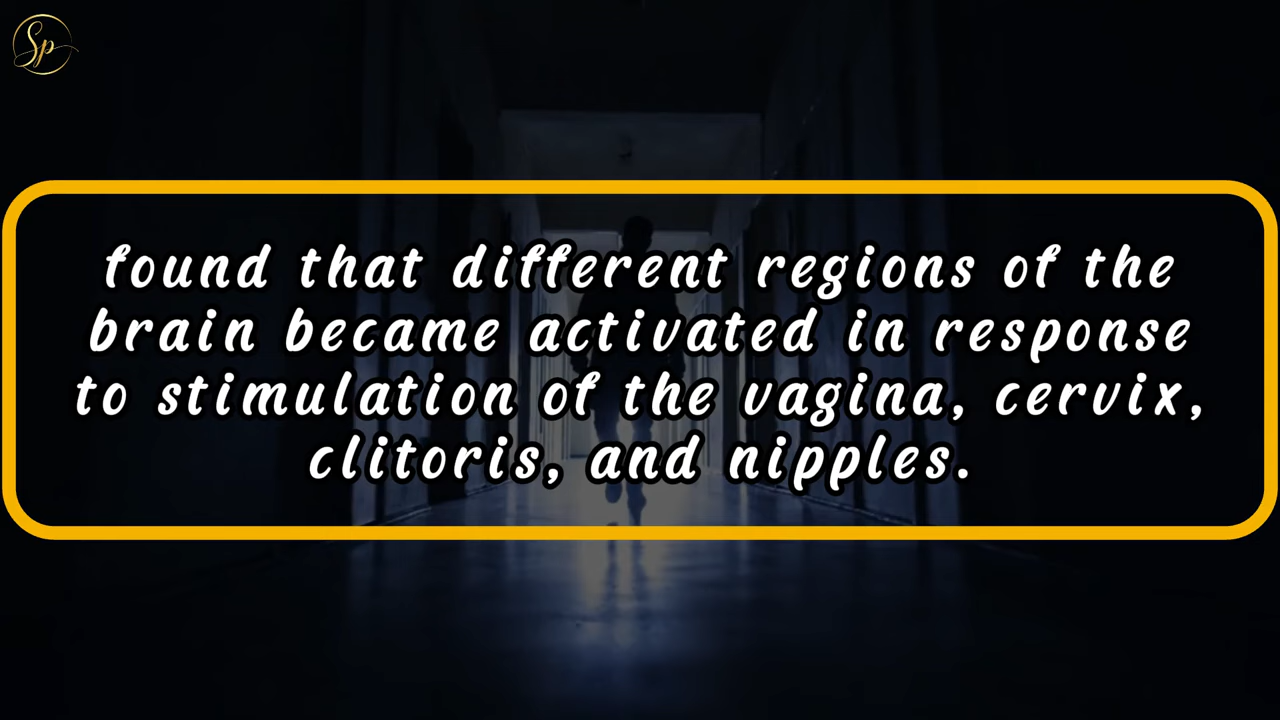 Sp
found that different regions of the
brain became activated in response
to stimulation of the vagina, cervix,
clitoris, and nipples.